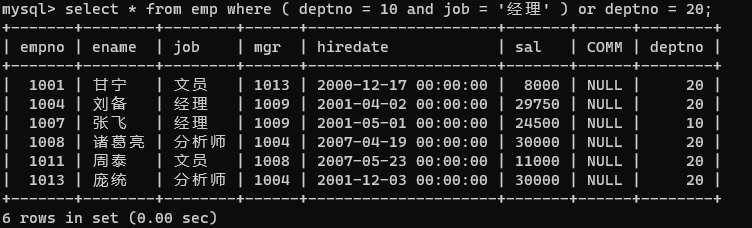 mysql> select * from emp where ( deptno = 10 and job = '经理' ) or deptno = 20;
+-------+--------+--------+------+---------------------+-------+------+--------+
| empno | ename | job | mgr | hiredate | sal | COMM | deptno |
+-------+--------+--------+------+---------------------+-------+------+--------+
| 1001 | 甘宁 | 文员 | 1013 | 2000-12-17 00:00:00 | 8000 | NULL | 20 |
| 1004 | 刘备 | 经理 | 1009 | 2001-04-02 00:00:00 | 29750 | NULL | 20 |
| 1007 | 张飞 | 经理 | 1009 | 2001-05-01 00:00:00 | 24500 | NULL | 10 |
| 1008 | 诸葛亮 | 分析师 | 1004 | 2007-04-19 00:00:00 | 30000 | NULL | 20 |
| 1011 | 周泰 | 文员 | 1008 | 2007-05-23 00:00:00 | 11000 | NULL | 20 |
| 1013 | 庞统 | 分析师 | 1004 | 2001-12-03 00:00:00 | 30000 | NULL | 20 |
+-------+--------+--------+------+---------------------+-------+------+--------+
6 rows in set (0.00 sec)